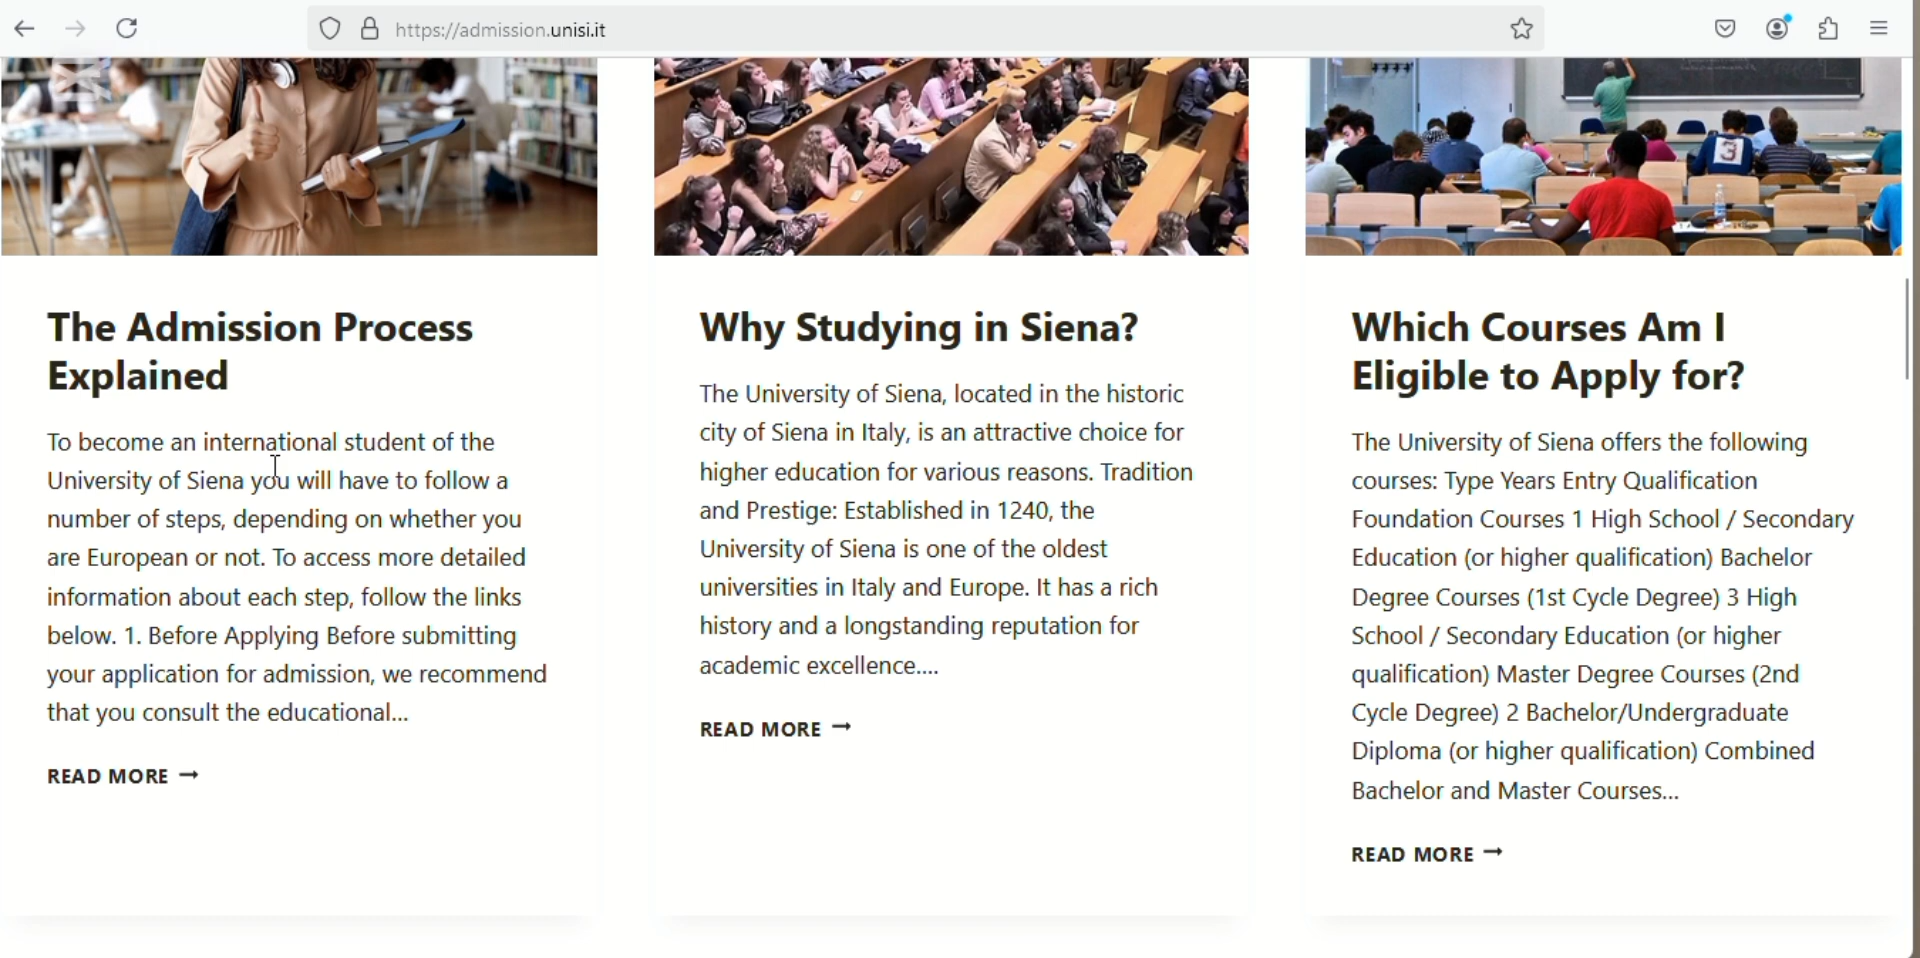 https://admission.unisi.it
The Admission Process
Explained
To become an international student of the
University of Siena you will have to follow a
number of steps, depending on whether you
are European or not. To access more detailed
information about each step, follow the links
below. 1. Before Applying Before submitting
your application for admission, we recommend
that you consult the educational...
READ MORE →
Why Studying in Siena?
The University of Siena, located in the historic
city of Siena in Italy, is an attractive choice for
higher education for various reasons. Tradition
and Prestige: Established in 1240, the
University of Siena is one of the oldest
universities in Italy and Europe. It has a rich
history and a longstanding reputation for
academic excellence....
READ MORE →
3
Which Courses Am I
Eligible to Apply for?
The University of Siena offers the following
courses: Type Years Entry Qualification
Foundation Courses 1 High School / Secondary
Education (or higher qualification) Bachelor
Degree Courses (1st Cycle Degree) 3 High
School / Secondary Education (or higher
qualification) Master Degree Courses (2nd
Cycle Degree) 2 Bachelor/Undergraduate
Diploma (or higher qualification) Combined
Bachelor and Master Courses...
READ MORE →